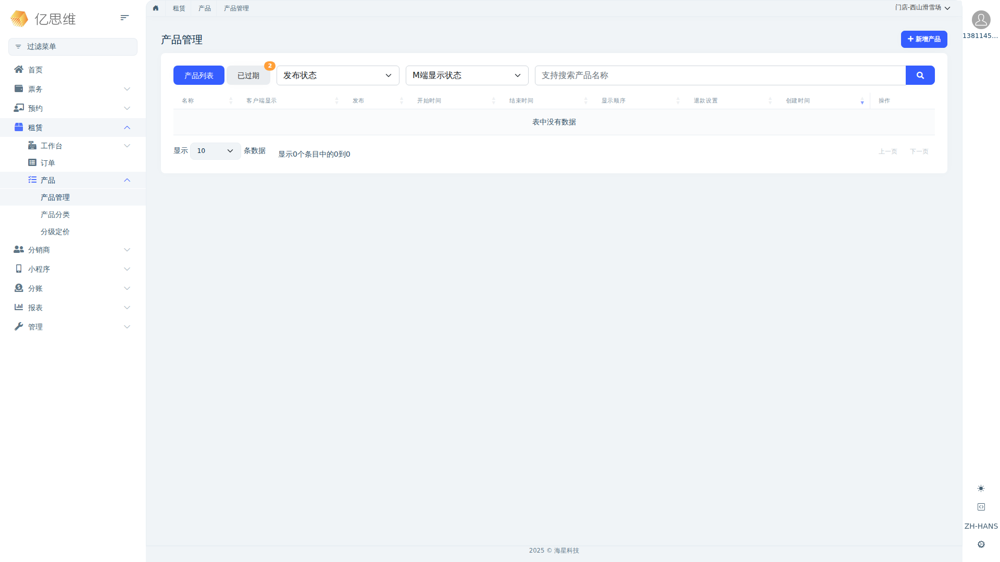 亿思维
过滤菜单
首页
票务
预约
租赁
工作台
订单
产品
产品管理
产品分类
分级定价
分销商
小程序
分账
报表
管理
租赁 产品 产品管理
门店-西山滑雪场
产品管理
新增产品
产品列表 已过期 2 发布状态 M端显示状态 支持搜索产品名称
名称 客户端显示 发布 开始时间 结束时间 显示顺序 退款设置 创建时间 操作
表中没有数据
显示 10 条数据 显示0个条目中的0到0 上一页 下一页
2025 © 海星科技
1381145...
ZH-HANS